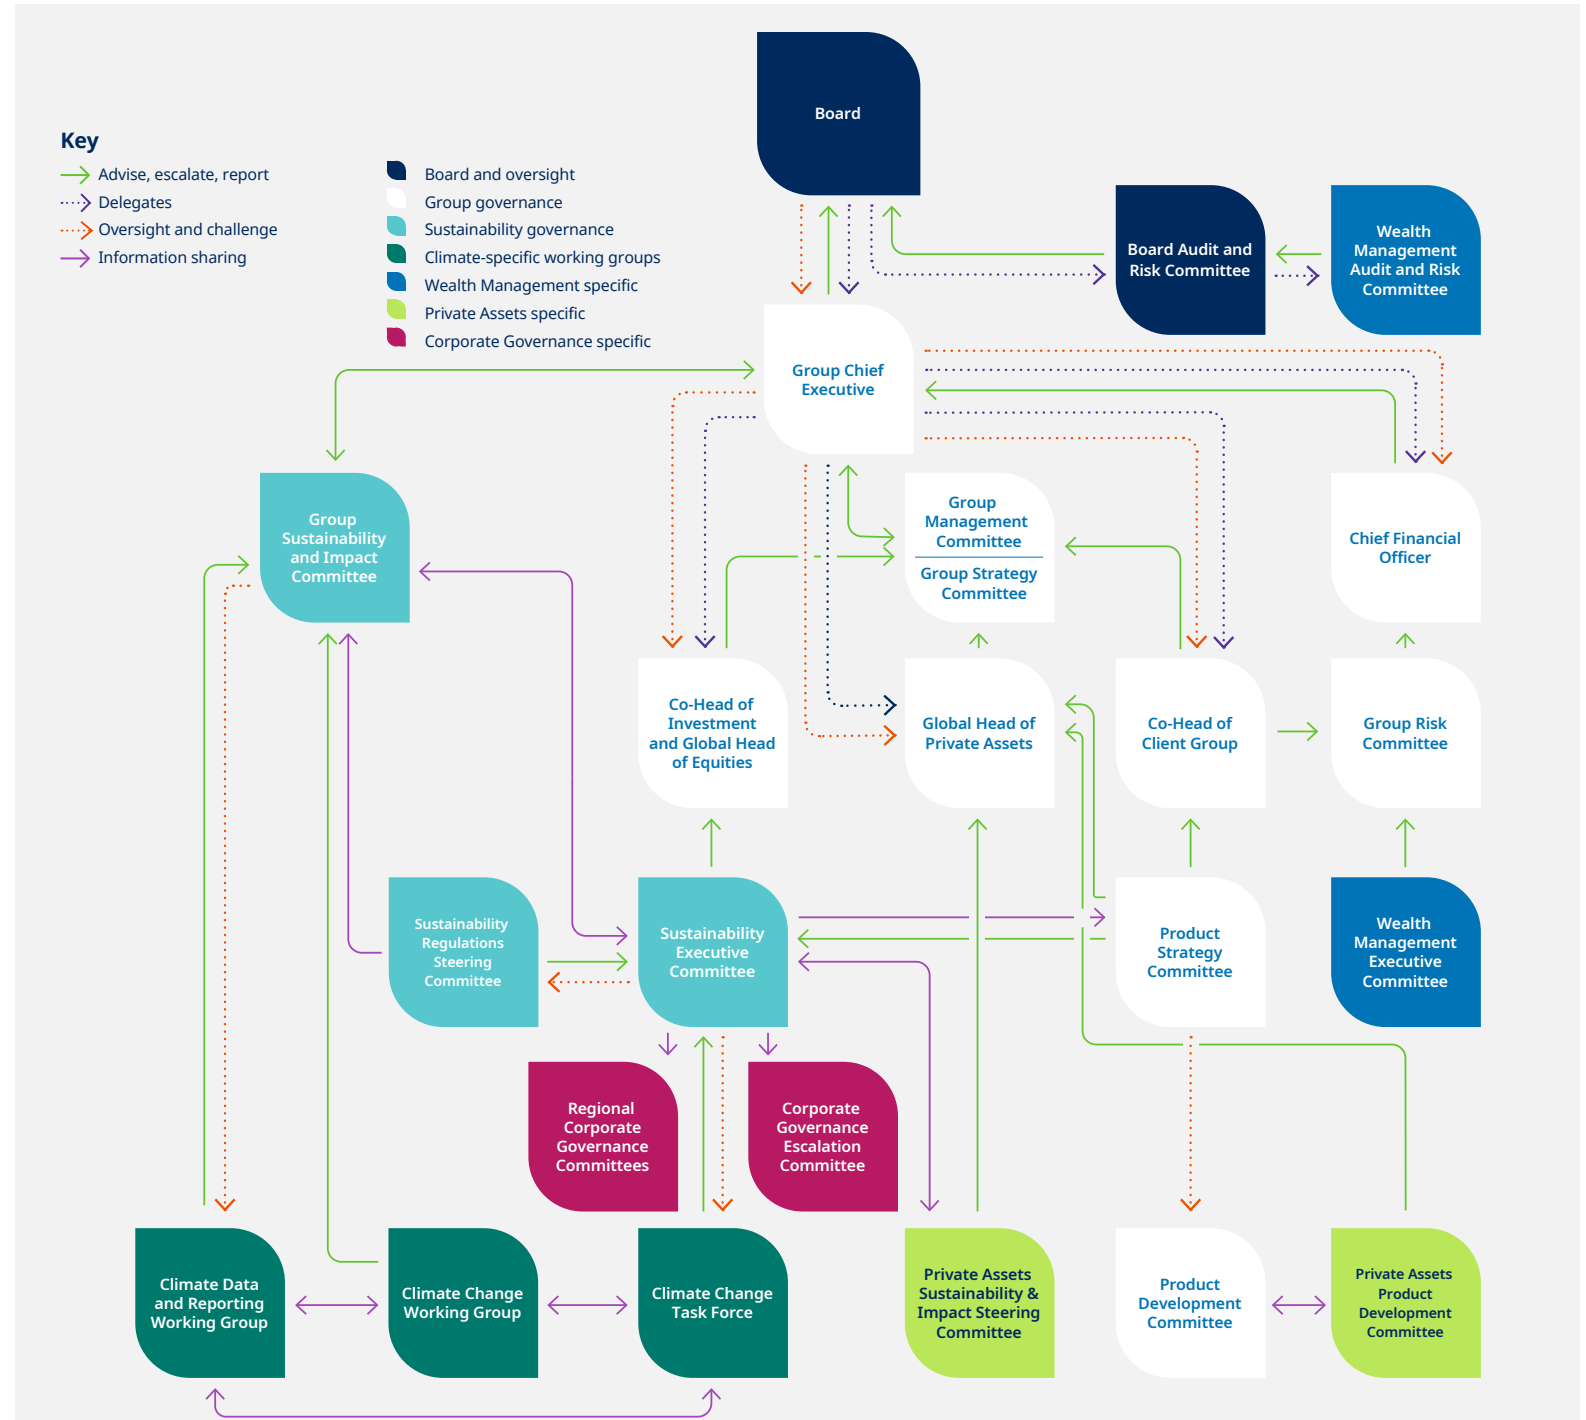 Board
Key
Advise, escalate, report
Delegates
Oversight and challenge
Information sharing
Board and oversight
Group governance
Sustainability governance
Climate-specific working groups
Wealth Management specific
Private Assets specific
Corporate Governance specific
Board Audit and
Risk Committee
Wealth
Management
Audit and Risk
Committee
Group Chief
Executive
Group
Sustainability
and Impact
Committee
Group
Management
Committee
Group Strategy
Committee
Chief Financial
Officer
Co-Head of
Investment
and Global Head
of Equities
Global Head of
Private Assets
Co-Head of
Client Group
Group Risk
Committee
Sustainability
Regulations
Steering
Committee
Sustainability
Executive
Committee
Product
Strategy
Committee
Wealth
Management
Executive
Committee
Regional
Corporate
Governance
Committees
Corporate
Governance
Escalation
Committee
Climate Data
and Reporting
Working Group
Climate Change
Working Group
Climate Change
Task Force
Private Assets
Sustainability &
Impact Steering
Committee
Product
Development
Committee
Private Assets
Product
Development
Committee